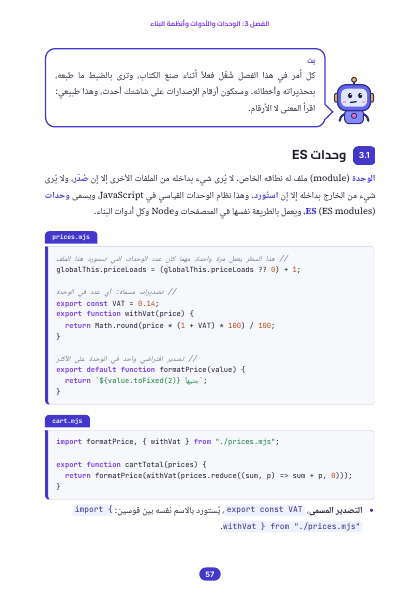 الفصل 3: الوحدات والأدوات وأنظمة البناء
بت
كل أمر في هذا الفصل شُغّل فعلاً أثناء صنع الكتاب، وترى بالضبط ما طبعه،
بتحذيراته وأخطائه. وستكون أرقام الإصدارات على شاشتك أحدث، وهذا طبيعي:
اقرأ المعنى لا الأرقام.
3.1 وحدات ES
الوحدة (module) ملف له نطاقه الخاص. لا يُرى شيء بداخله من الملفات الأخرى إلا إن صُدّر، ولا يُرى
شيء من الخارج بداخله إلا إن استُورد. وهذا نظام الوحدات القياسي في JavaScript، ويسمى وحدات
ES (ES modules)، ويعمل بالطريقة نفسها في المتصفحات وNode وكل أدوات البناء.
prices.mjs
// هذا السطر يعمل مرة واحدة، مهما كان عدد الوحدات التي تستورد هذا الملف
globalThis.priceLoads = (globalThis.priceLoads ?? 0) + 1;
// تصديرات مسماة: أي عدد في الوحدة
export const VAT = 0.14;
export function withVat(price) {
return Math.round(price * (1 + VAT) * 100) / 100;
}
// تصدير افتراضي واحد في الوحدة على الأكثر
export default function formatPrice(value) {
return `${value.toFixed(2)} جنيها`;
}
cart.mjs
import formatPrice, { withVat } from "./prices.mjs";
export function cartTotal(prices) {
return formatPrice(withVat(prices.reduce((sum, p) => sum + p, 0)));
}
• التصدير المسمى، export const VAT، يُستورد بالاسم نفسه بين قوسين: import {
withVat } from "./prices.mjs".
57